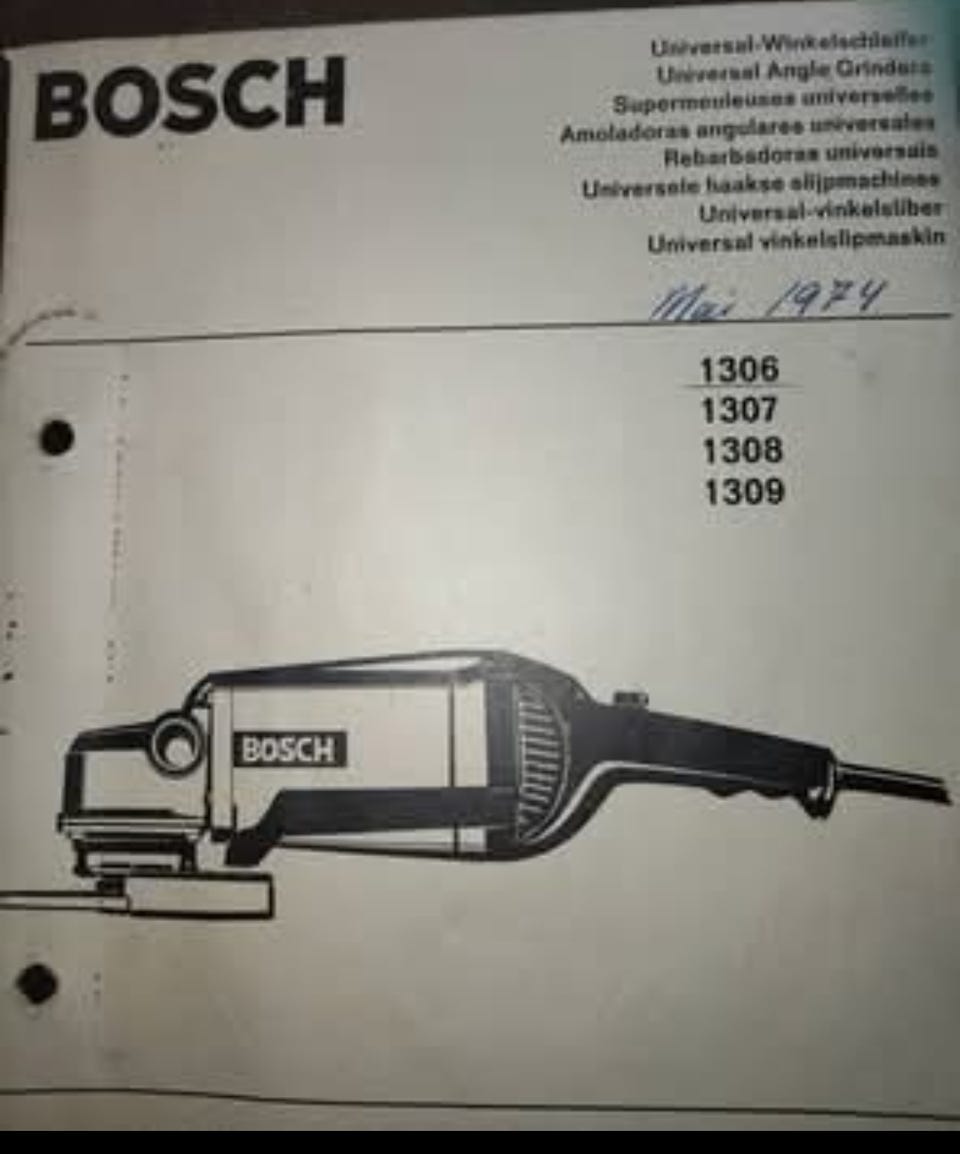 BOSCH
Universal-Winkelschleifer
Universal Angle Grinders
Supermeuleuses universelles
Amoladoras angulares universales
Rebarbadoras universais
Universele haakse slijpmachines
Universal-vinkelsliber
Universal vinkelslipmaskin
Mai 1974
1306
1307
1308
1309
BOSCH